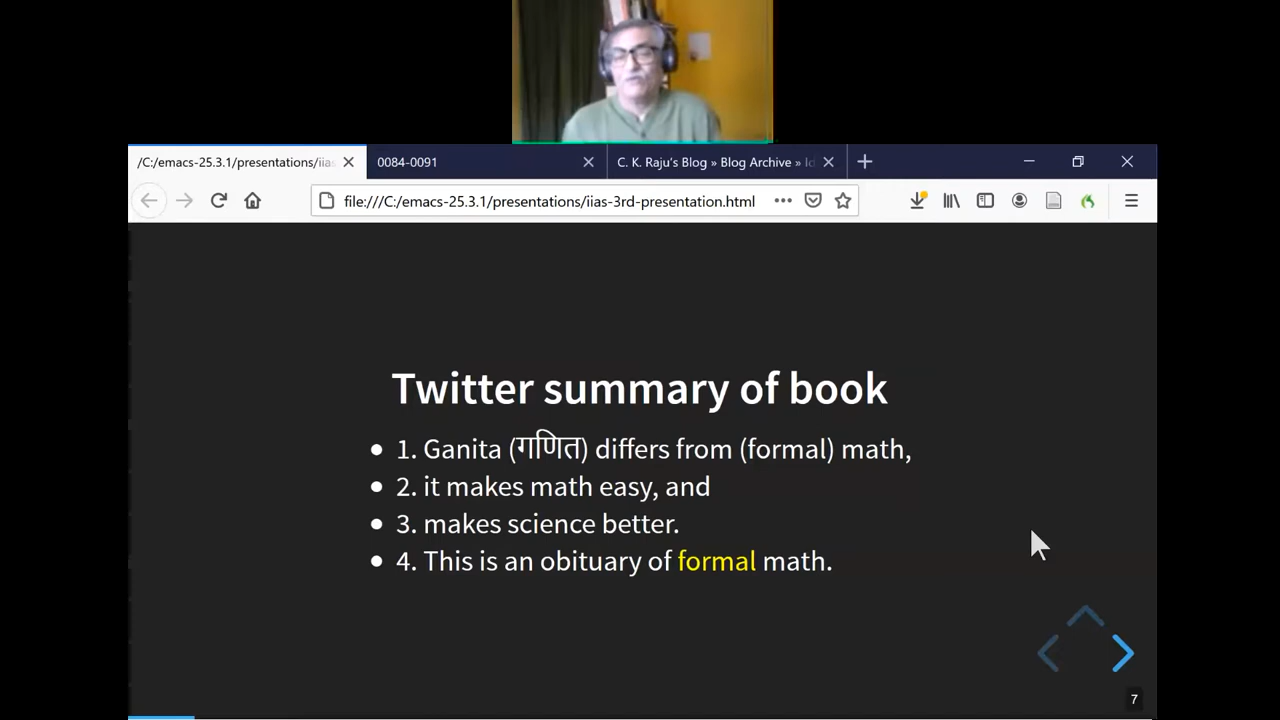 /C:/emacs-25.3.1/presentations/iias
0084-0091
C. K. Raju's Blog » Blog Archive » Id
file:///C:/emacs-25.3.1/presentations/iias-3rd-presentation.html
Twitter summary of book
• 1. Ganita (गणित) differs from (formal) math,
• 2. it makes math easy, and
• 3. makes science better.
• 4. This is an obituary of formal math.
7